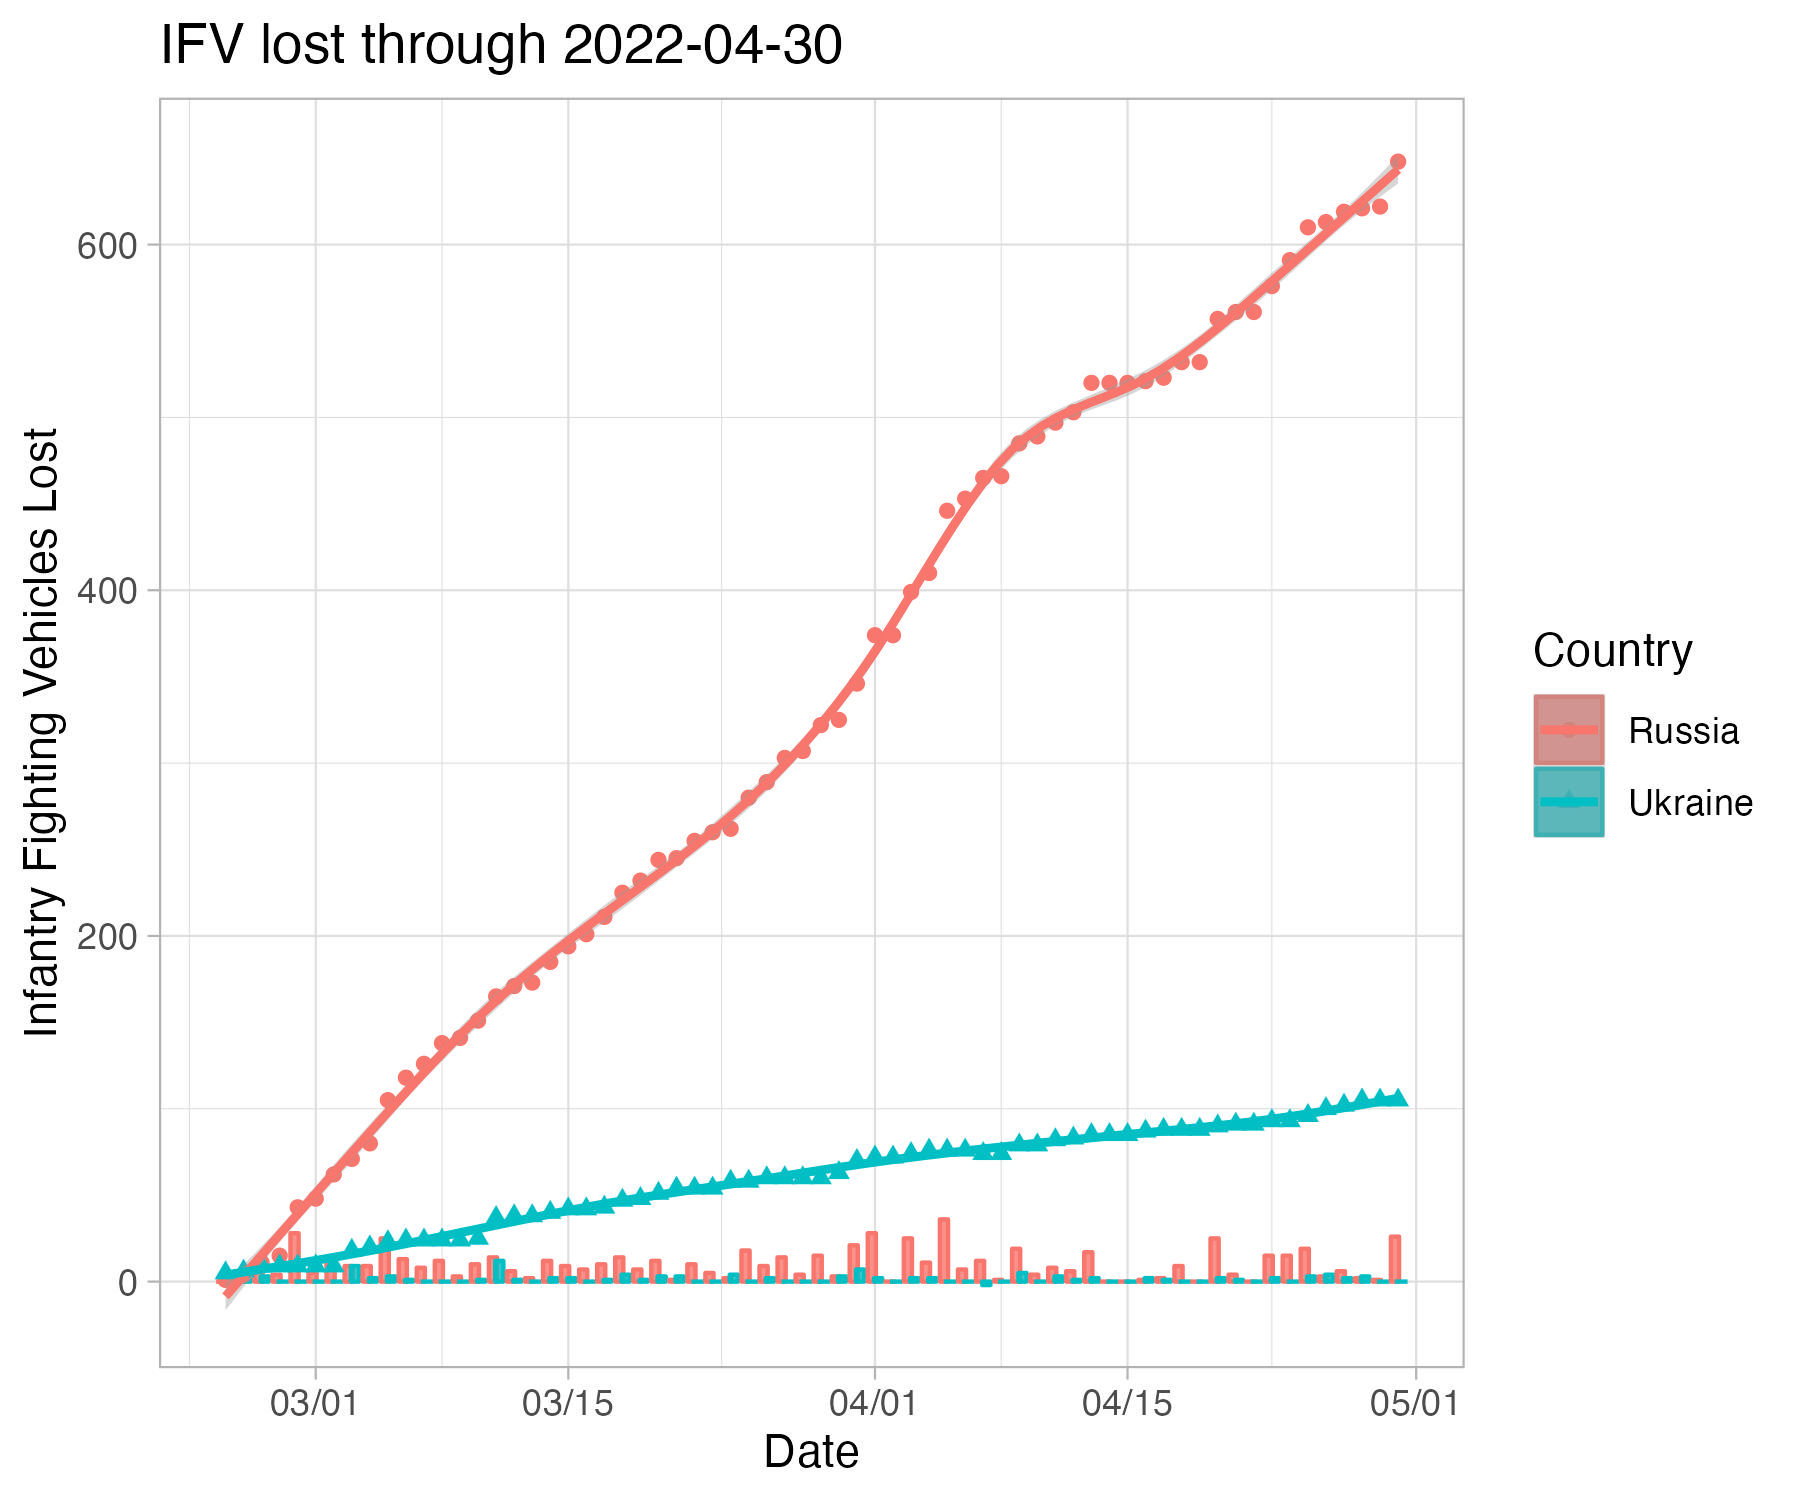 IFV lost through 2022-04-30
Infantry Fighting Vehicles Lost
600
400
200
0
03/01
03/15
04/01
04/15
05/01
Date
Country
Russia
Ukraine